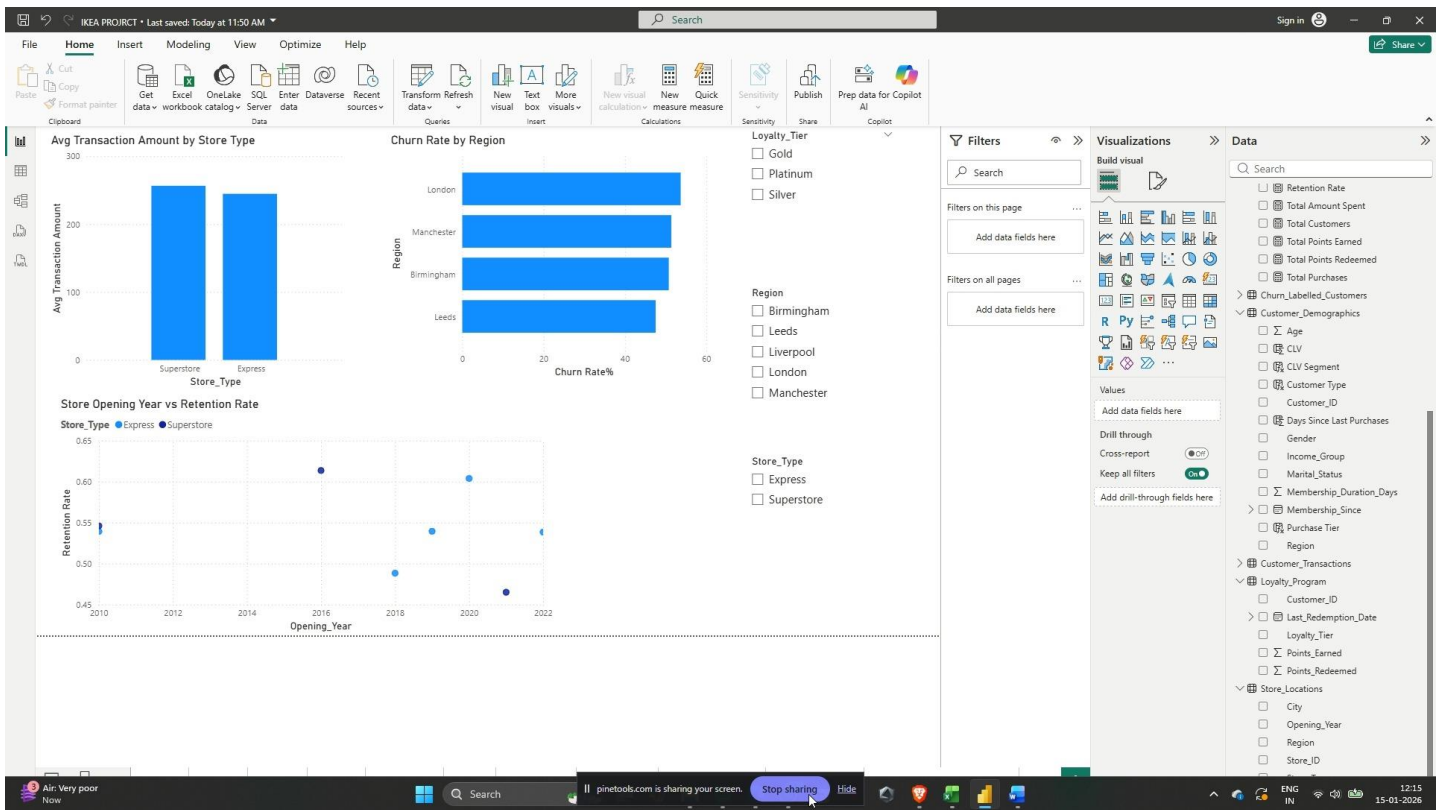 IKEA PROJRCT • Last saved: Today at 11:50 AM
Search
Sign in
File Home Insert Modeling View Optimize Help
Share
Paste
Cut
Copy
Format painter
Clipboard
Get data
Excel workbook
OneLake catalog
SQL Server
Enter data
Dataverse
Recent sources
Data
Transform data
Refresh
Queries
New visual
Text box
More visuals
Insert
New visual calculation
New measure
Quick measure
Calculations
Sensitivity
Sensitivity
Publish
Share
Prep data for AI
Copilot
Copilot
Avg Transaction Amount by Store Type
300
200
100
0
Avg Transaction Amount
Superstore Express
Store_Type
Churn Rate by Region
Region
London
Manchester
Birmingham
Leeds
0 20 40 60
Churn Rate%
Loyalty_Tier
Gold
Platinum
Silver
Region
Birmingham
Leeds
Liverpool
London
Manchester
Store_Type
Express
Superstore
Store Opening Year vs Retention Rate
Store_Type Express Superstore
0.65
0.60
0.55
0.50
0.45
Retention Rate
2010 2012 2014 2016 2018 2020 2022
Opening_Year
Filters
Search
Filters on this page ...
Add data fields here
Filters on all pages ...
Add data fields here
Visualizations
Build visual
R Py
...
Values
Add data fields here
Drill through
Cross-report Off
Keep all filters On
Add drill-through fields here
Data
Search
Retention Rate
Total Amount Spent
Total Customers
Total Points Earned
Total Points Redeemed
Total Purchases
Churn_Labelled_Customers
Customer_Demographics
Age
CLV
CLV Segment
Customer Type
Customer_ID
Days Since Last Purchases
Gender
Income_Group
Marital_Status
Membership_Duration_Days
Membership_Since
Purchase Tier
Region
Customer_Transactions
Loyalty_Program
Customer_ID
Last_Redemption_Date
Loyalty_Tier
Points_Earned
Points_Redeemed
Store_Locations
City
Opening_Year
Region
Store_ID
3
Air: Very poor
Now
Search
pinetools.com is sharing your screen.
Stop sharing
Hide
ENG
IN
12:15
15-01-2026